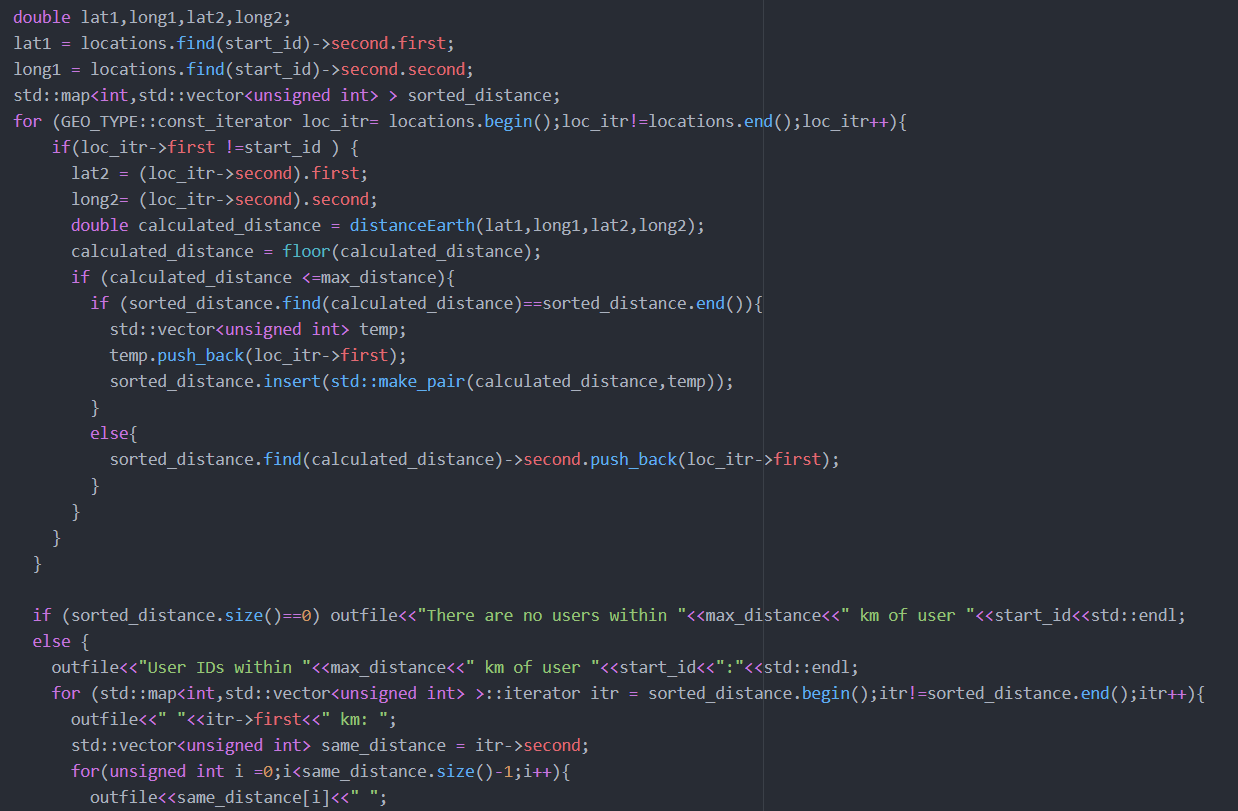 double lat1,long1,lat2,long2;
lat1 = locations.find(start_id)->second.first;
long1 = locations.find(start_id)->second.second;
std::map<int,std::vector<unsigned int> > sorted_distance;
for (GEO_TYPE::const_iterator loc_itr= locations.begin();loc_itr!=locations.end();loc_itr++){
    if(loc_itr->first !=start_id ) {
      lat2 = (loc_itr->second).first;
      long2= (loc_itr->second).second;
      double calculated_distance = distanceEarth(lat1,long1,lat2,long2);
      calculated_distance = floor(calculated_distance);
      if (calculated_distance <=max_distance){
        if (sorted_distance.find(calculated_distance)==sorted_distance.end()){
          std::vector<unsigned int> temp;
          temp.push_back(loc_itr->first);
          sorted_distance.insert(std::make_pair(calculated_distance,temp));
        }
        else{
          sorted_distance.find(calculated_distance)->second.push_back(loc_itr->first);
        }
      }
    }
  }

  if (sorted_distance.size()==0) outfile<<"There are no users within "<<max_distance<<" km of user "<<start_id<<std::endl;
  else {
    outfile<<"User IDs within "<<max_distance<<" km of user "<<start_id<<":"<<std::endl;
    for (std::map<int,std::vector<unsigned int> >::iterator itr = sorted_distance.begin();itr!=sorted_distance.end();itr++){
      outfile<<" "<<itr->first<<" km: ";
      std::vector<unsigned int> same_distance = itr->second;
      for(unsigned int i =0;i<same_distance.size()-1;i++){
        outfile<<same_distance[i]<<" ";